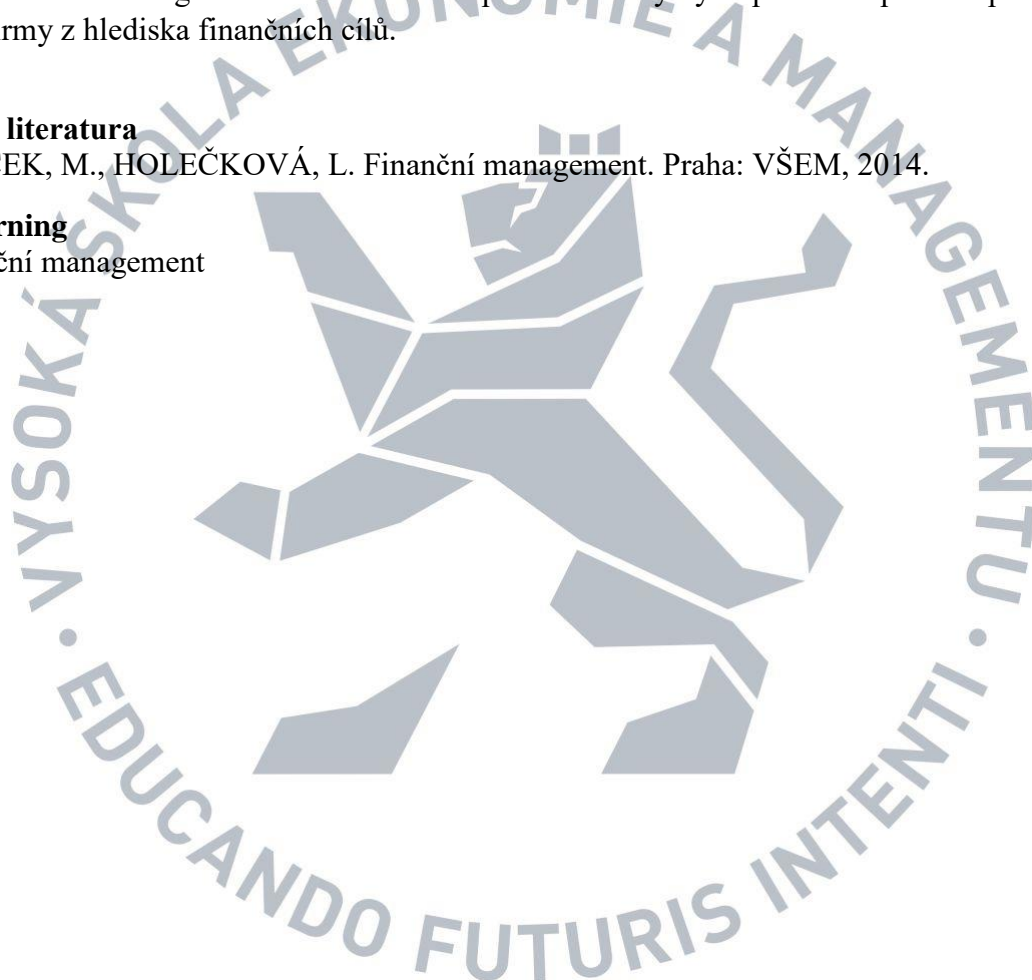 rmy z hlediska finančních cílů.
literatura
EK, M., HOLEČKOVÁ, L. Finanční management. Praha: VŠEM, 2014.
rning
ční management
VYSOKÁ ŠKOLA EKONOMIE A MANAGEMENTU
• EDUCANDO FUTURIS INTENTI •